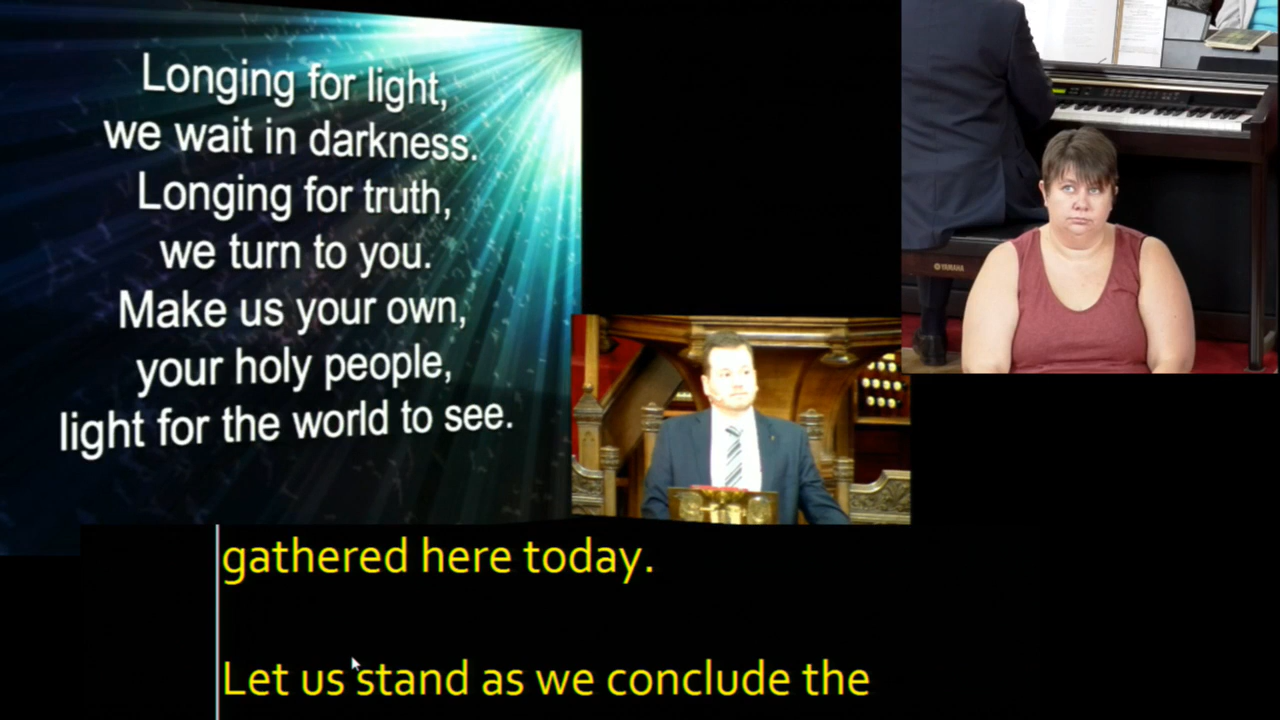 Longing for light,
we wait in darkness.
Longing for truth,
we turn to you.
Make us your own,
your holy people,
light for the world to see.
YAMAHA
gathered here today.
Let us stand as we conclude the